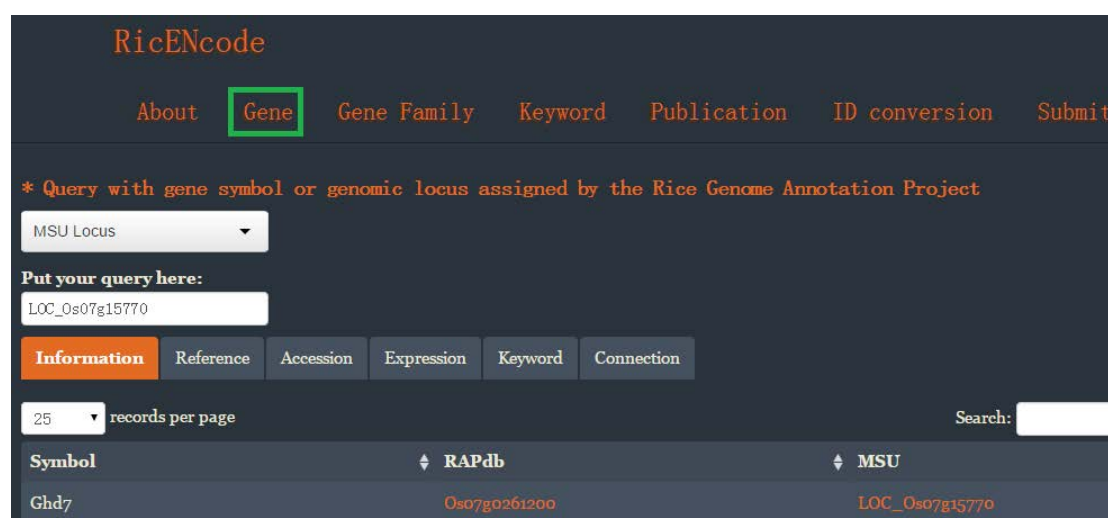 RicENcode
About Gene Gene Family Keyword Publication ID conversion Submit
* Query with gene symbol or genomic locus assigned by the Rice Genome Annotation Project
MSU Locus
Put your query here:
LOC_Os07g15770
Information Reference Accession Expression Keyword Connection
25 records per page Search:
Symbol RAPdb MSU
Ghd7 Os07g0261200 LOC_Os07g15770